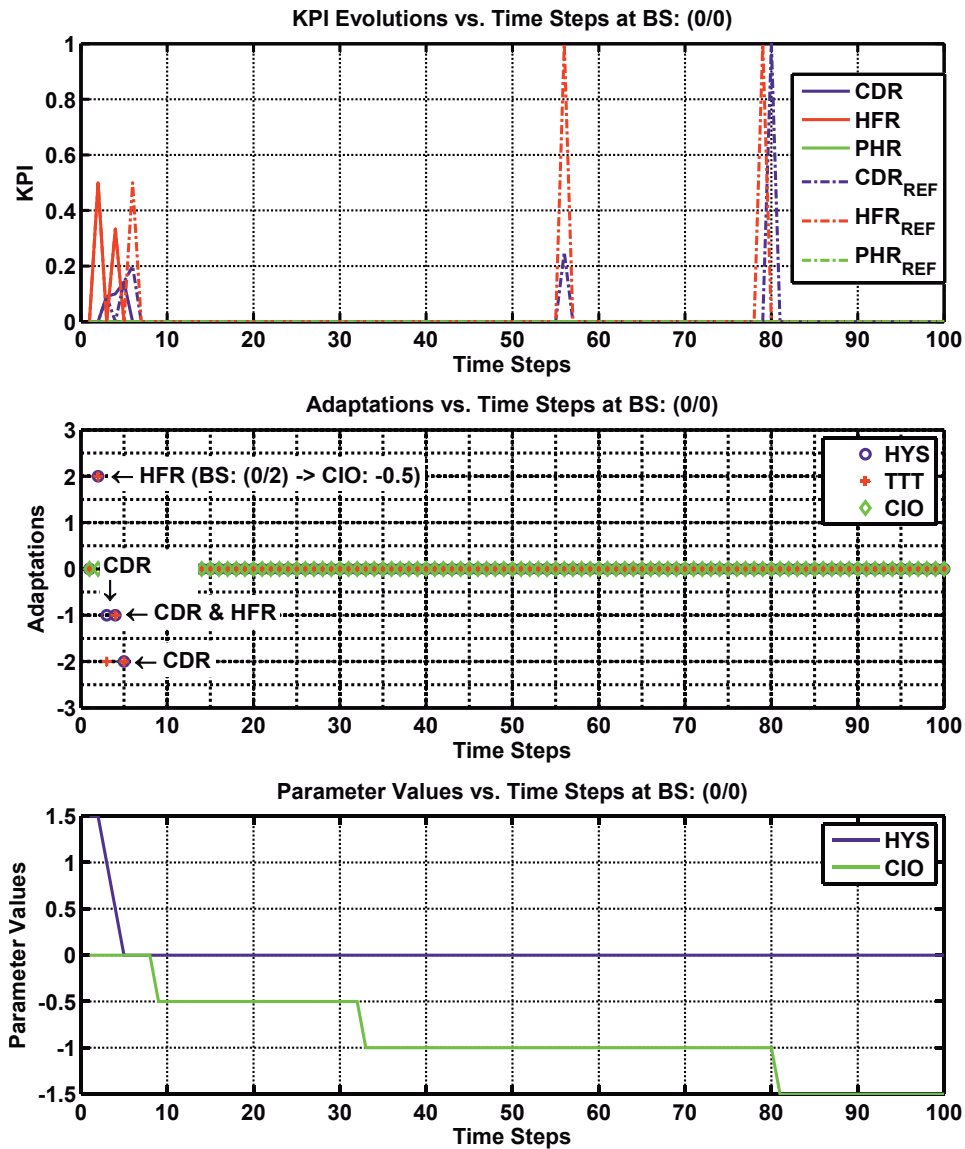 KPI Evolutions vs. Time Steps at BS: (0/0)
1
0.8
0.6
0.4
0.2
0
KPI
CDR
HFR
PHR
CDR_REF
HFR_REF
PHR_REF
0 10 20 30 40 50 60 70 80 90 100
Time Steps
Adaptations vs. Time Steps at BS: (0/0)
3
2
1
0
-1
-2
-3
Adaptations
← HFR (BS: (0/2) -> CIO: -0.5)
CDR
↓
← CDR & HFR
← CDR
HYS
TTT
CIO
0 10 20 30 40 50 60 70 80 90 100
Time Steps
Parameter Values vs. Time Steps at BS: (0/0)
1.5
1
0.5
0
-0.5
-1
-1.5
Parameter Values
HYS
CIO
0 10 20 30 40 50 60 70 80 90 100
Time Steps